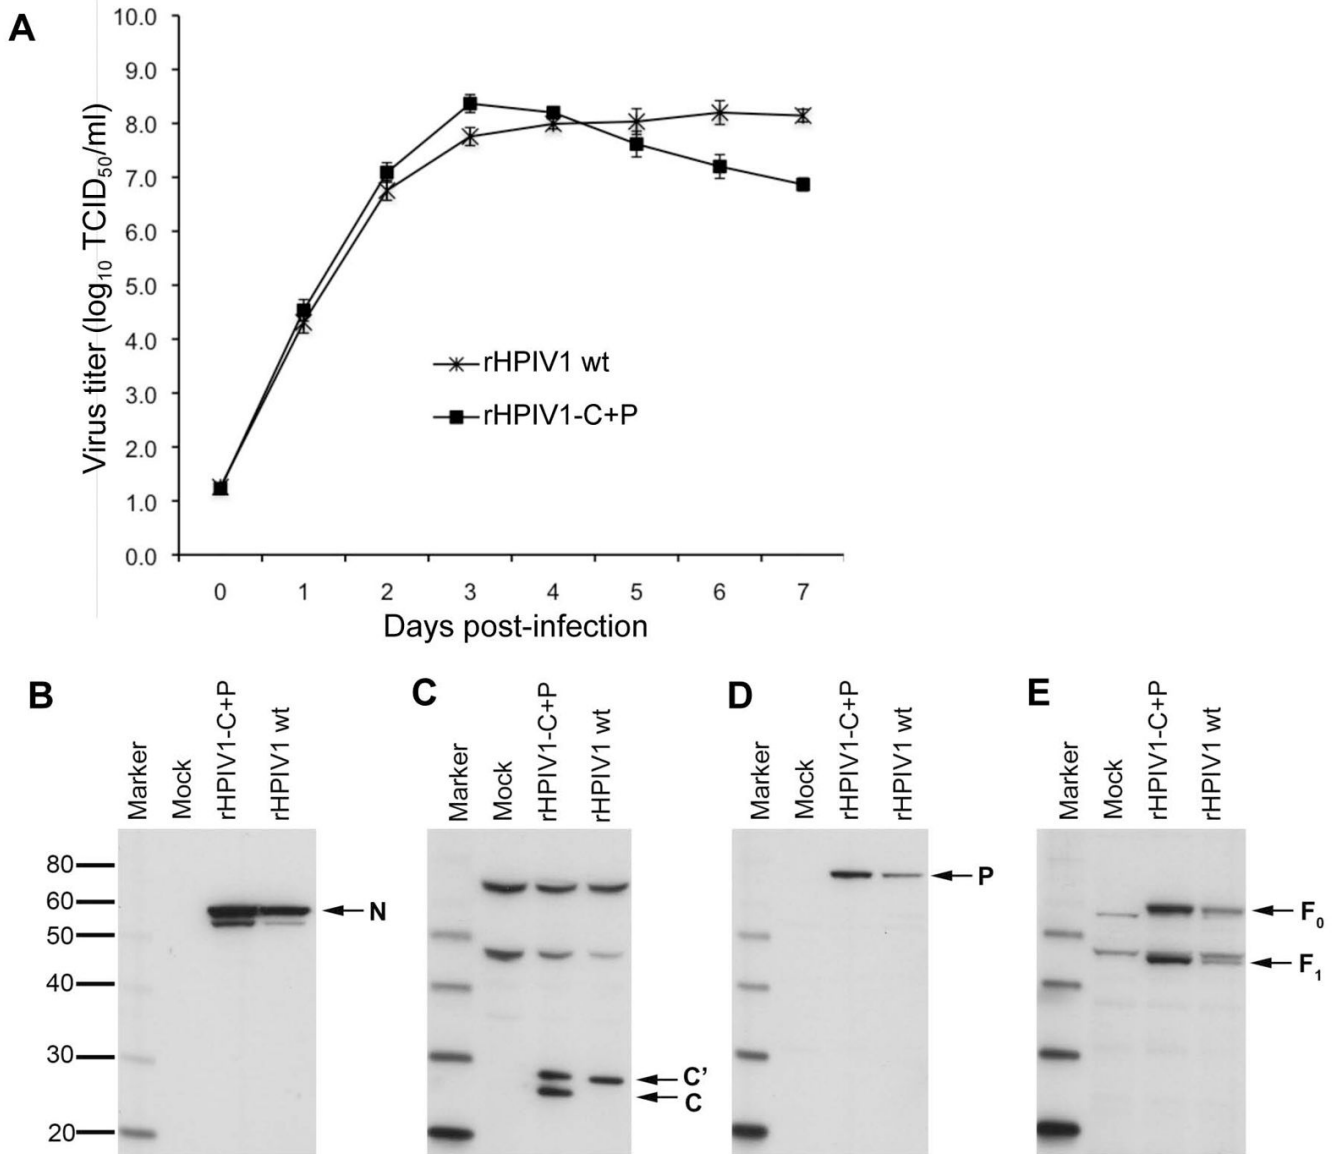 A
10.0
9.0
8.0
7.0
6.0
5.0
4.0
3.0
2.0
1.0
0.0
Virus titer (log₁₀ TCID₅₀/ml)
rHPIV1 wt
rHPIV1-C+P
0 1 2 3 4 5 6 7
Days post-infection
B
Marker
Mock
rHPIV1-C+P
rHPIV1 wt
80
60
50
40
30
20
N
C
Marker
Mock
rHPIV1-C+P
rHPIV1 wt
C’
C
D
Marker
Mock
rHPIV1-C+P
rHPIV1 wt
P
E
Marker
Mock
rHPIV1-C+P
rHPIV1 wt
F₀
F₁